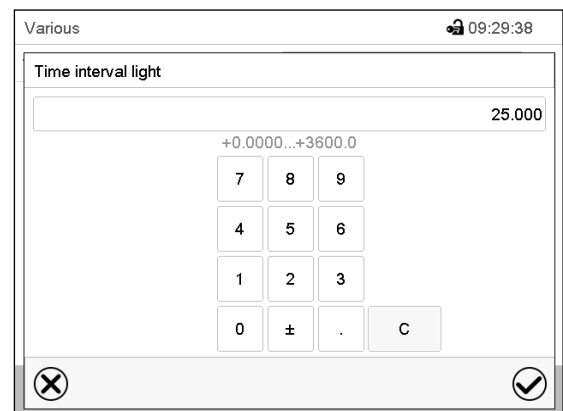 Various 09:29:38
Time interval light
25.000
+0.0000...+3600.0
7 8 9
4 5 6
1 2 3
0 ± . C